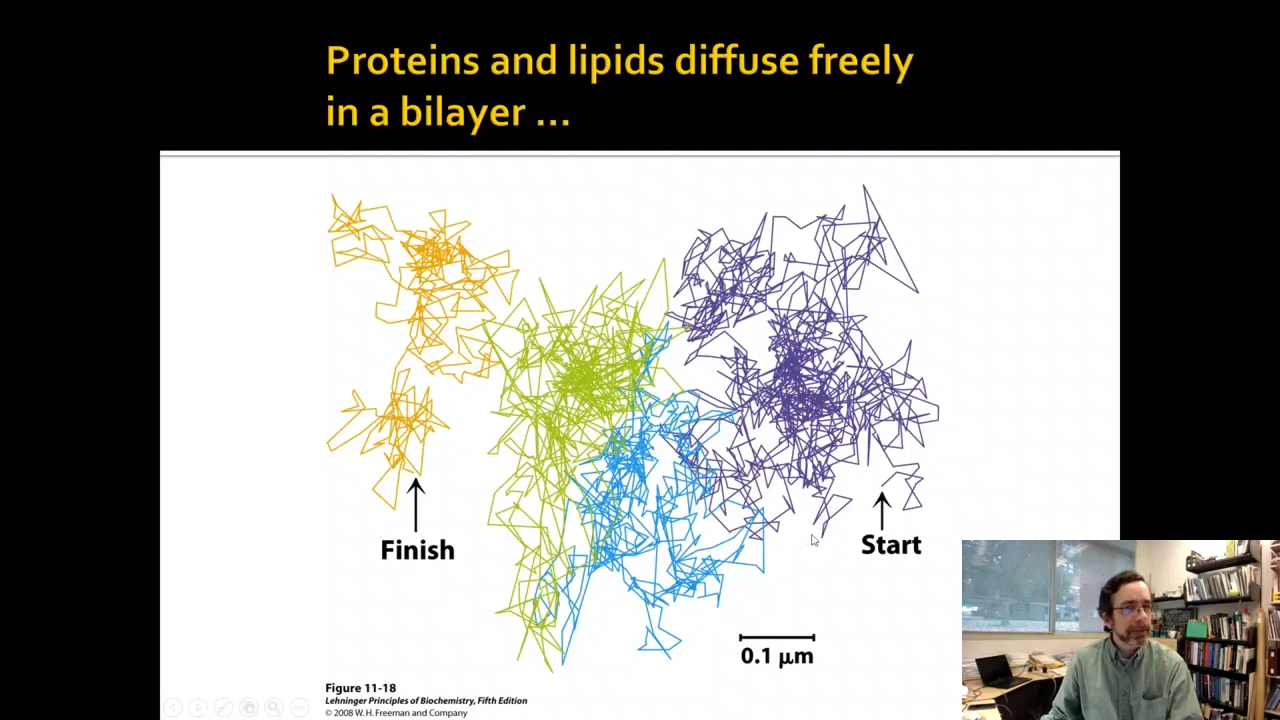 Proteins and lipids diffuse freely
in a bilayer ...
Finish
Start
0.1 μm
Figure 11-18
Lehninger Principles of Biochemistry, Fifth Edition
© 2008 W. H. Freeman and Company